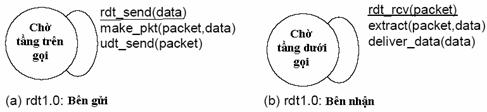 Chờ
tầng trên
gọi
rdt_send(data)
make_pkt(packet,data)
udt_send(packet)
(a) rdt1.0: Bên gửi
Chờ
tầng dưới
gọi
rdt_rcv(packet)
extract(packet,data)
deliver_data(data)
(b) rdt1.0: Bên nhận